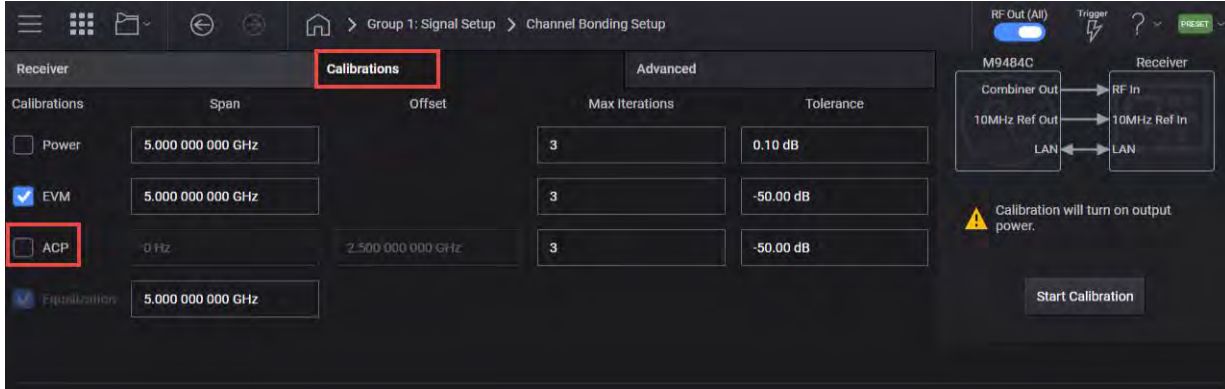 Group 1: Signal Setup > Channel Bonding Setup
RF Out (All) Trigger ? PRESET
Receiver Calibrations Advanced
Calibrations Span Offset Max Iterations Tolerance
Power 5.000 000 000 GHz 3 0.10 dB
EVM 5.000 000 000 GHz 3 -50.00 dB
ACP 0 Hz 2.500 000 000 GHz 3 -50.00 dB
Equalization 5.000 000 000 GHz
M9484C Receiver
Combiner Out RF In
10MHz Ref Out 10MHz Ref In
LAN LAN
Calibration will turn on output
power.
Start Calibration